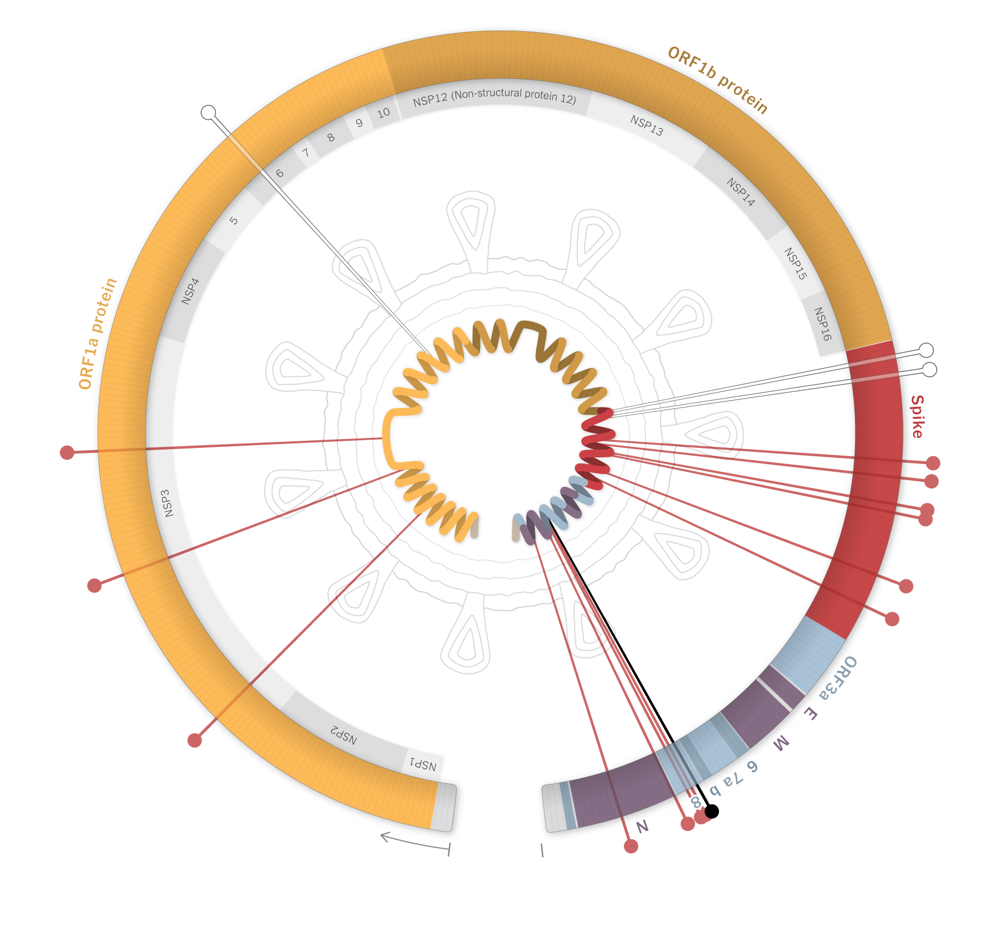 ORF1a protein
ORF1b protein
Spike
ORF3a
E
M
6
7a
b
8
N
NSP1
NSP2
NSP3
NSP4
5
6
7
8
9
10
NSP12 (Non-structural protein 12)
NSP13
NSP14
NSP15
NSP16